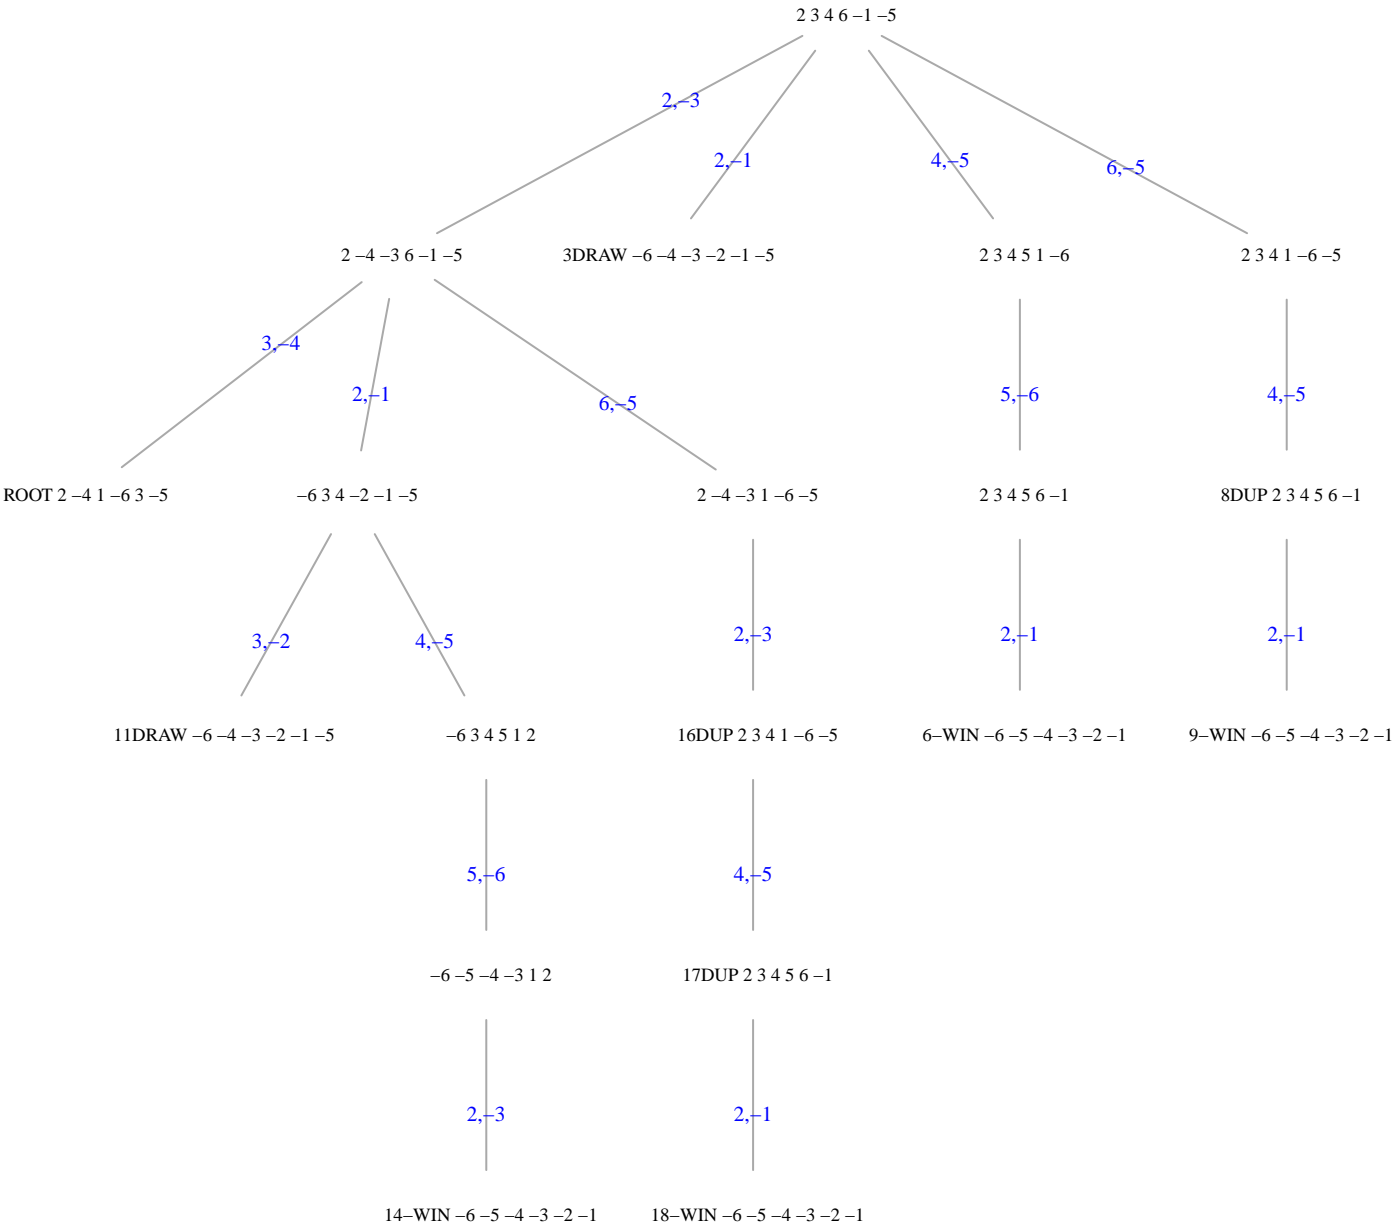 2 3 4 6 –1 –5
2,–3
2,–1
4,–5
6,–5
2 –4 –3 6 –1 –5
3DRAW –6 –4 –3 –2 –1 –5
2 3 4 5 1 –6
2 3 4 1 –6 –5
3,–4
2,–1
6,–5
5,–6
4,–5
ROOT 2 –4 1 –6 3 –5
–6 3 4 –2 –1 –5
2 –4 –3 1 –6 –5
2 3 4 5 6 –1
8DUP 2 3 4 5 6 –1
3,–2
4,–5
2,–3
2,–1
2,–1
11DRAW –6 –4 –3 –2 –1 –5
–6 3 4 5 1 2
16DUP 2 3 4 1 –6 –5
6–WIN –6 –5 –4 –3 –2 –1
9–WIN –6 –5 –4 –3 –2 –1
5,–6
4,–5
–6 –5 –4 –3 1 2
17DUP 2 3 4 5 6 –1
2,–3
2,–1
14–WIN –6 –5 –4 –3 –2 –1
18–WIN –6 –5 –4 –3 –2 –1